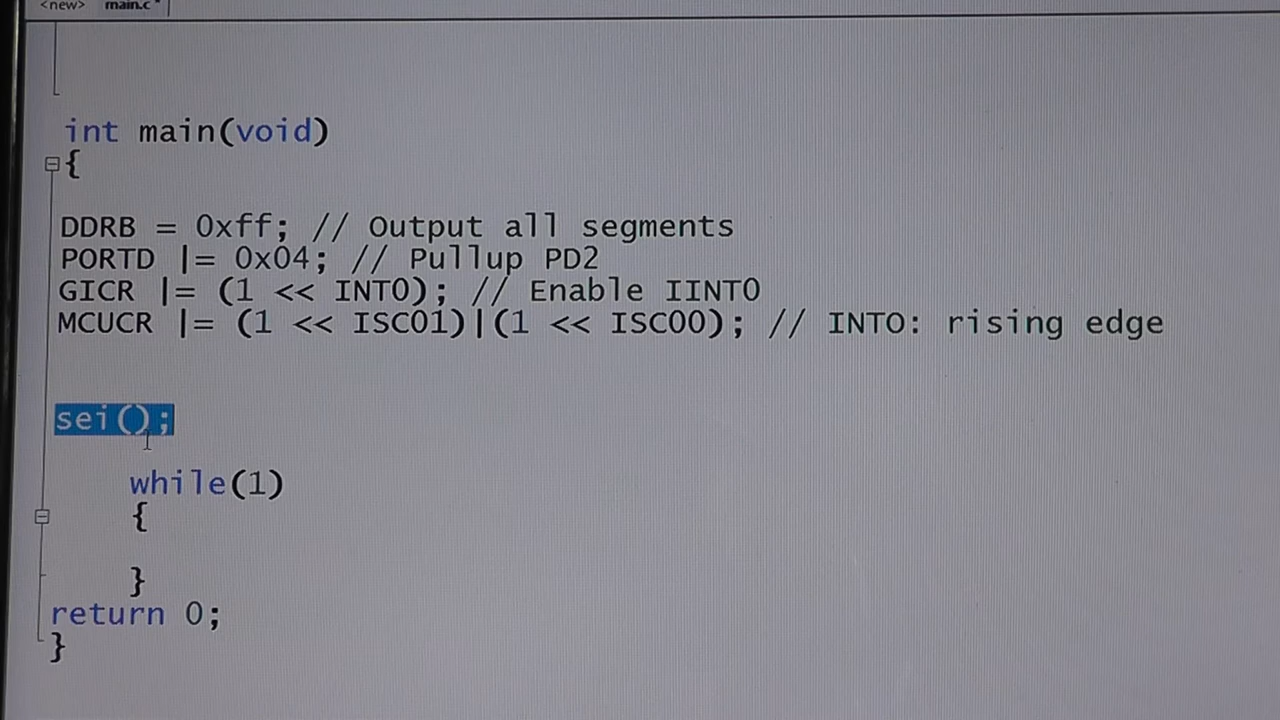 <new> main.c *
int main(void)
{
DDRB = 0xff; // Output all segments
PORTD |= 0x04; // Pullup PD2
GICR |= (1 << INT0); // Enable IINT0
MCUCR |= (1 << ISC01)|(1 << ISC00); // INT0: rising edge
sei();
while(1)
{
}
return 0;
}